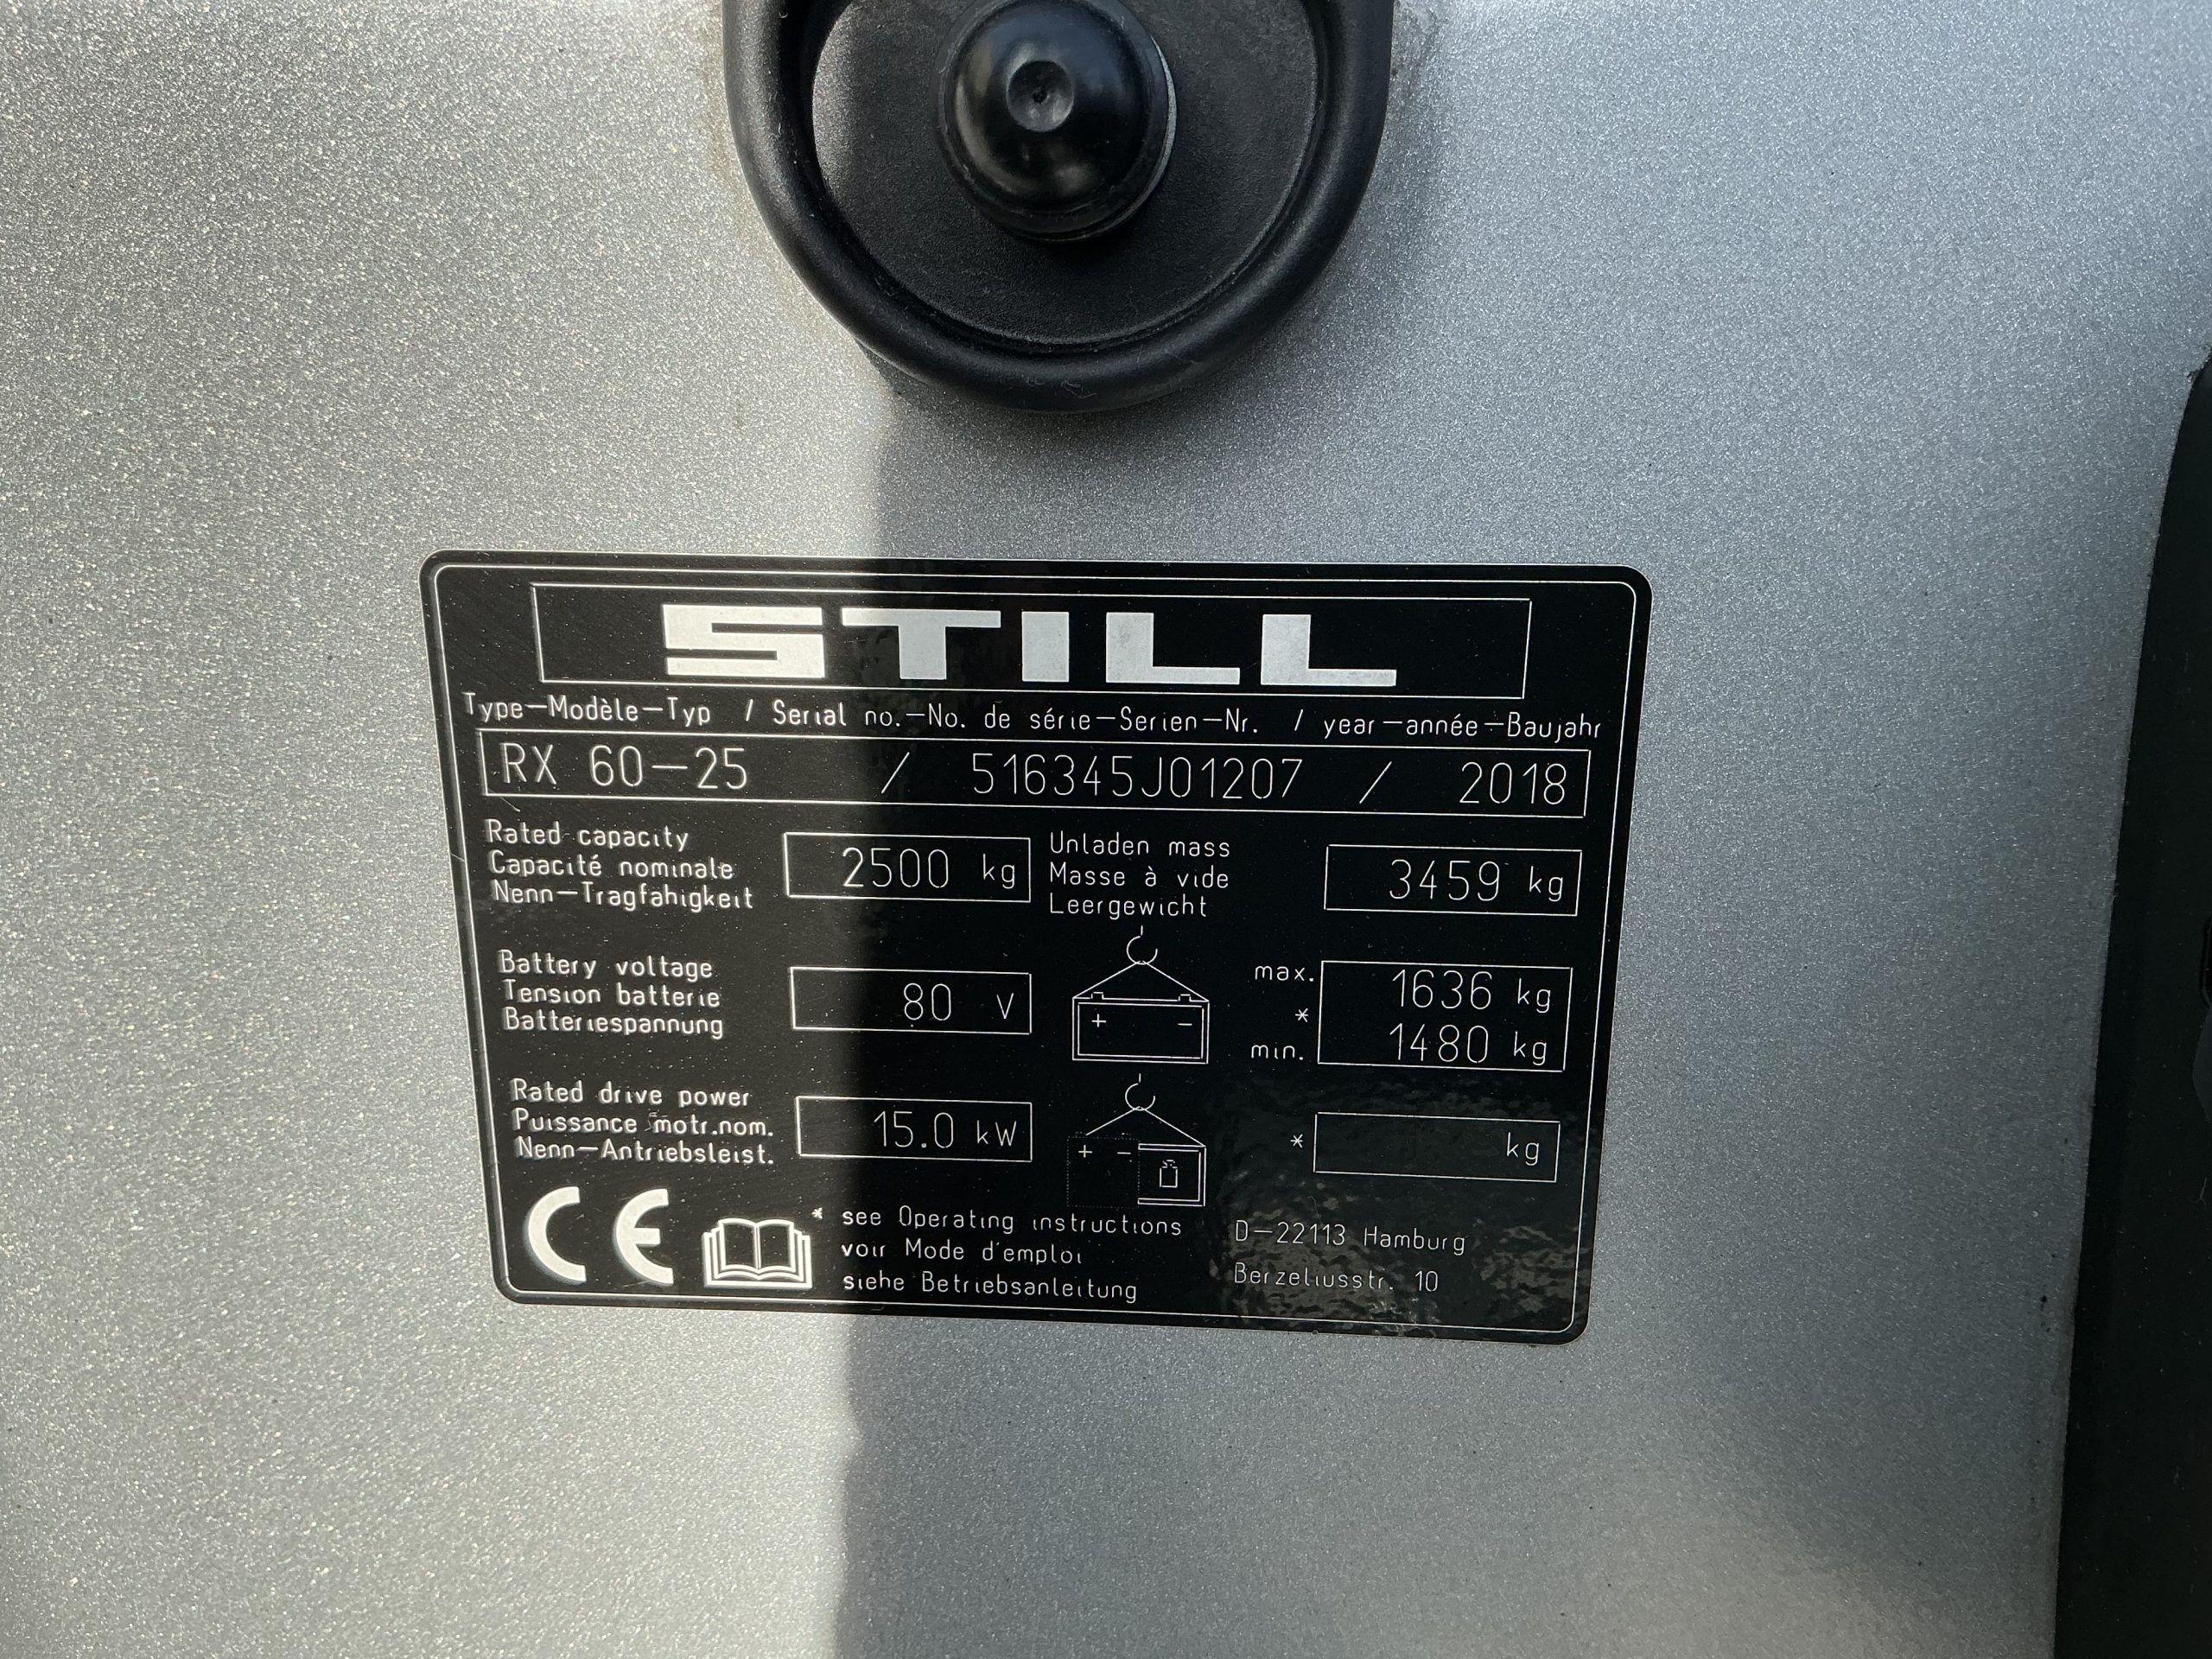 STILL
Type-Modèle-Typ / Serial no.-No. de série-Serien-Nr. / year-année-Baujahr
RX 60-25 / 516345J01207 / 2018
Rated capacity
Capacité nominale
Nenn-Tragfähigkeit
2500 kg
Unladen mass
Masse à vide
Leergewicht
3459 kg
Battery voltage
Tension batterie
Batteriespannung
80 V
+ -
max. 1636 kg
*
min. 1480 kg
Rated drive power
Puissance motr.nom.
Nenn-Antriebsleist.
15.0 kW
+ -
* kg
CE
* see Operating instructions
voir Mode d'emploi
siehe Betriebsanleitung
D-22113 Hamburg
Berzeliusstr. 10